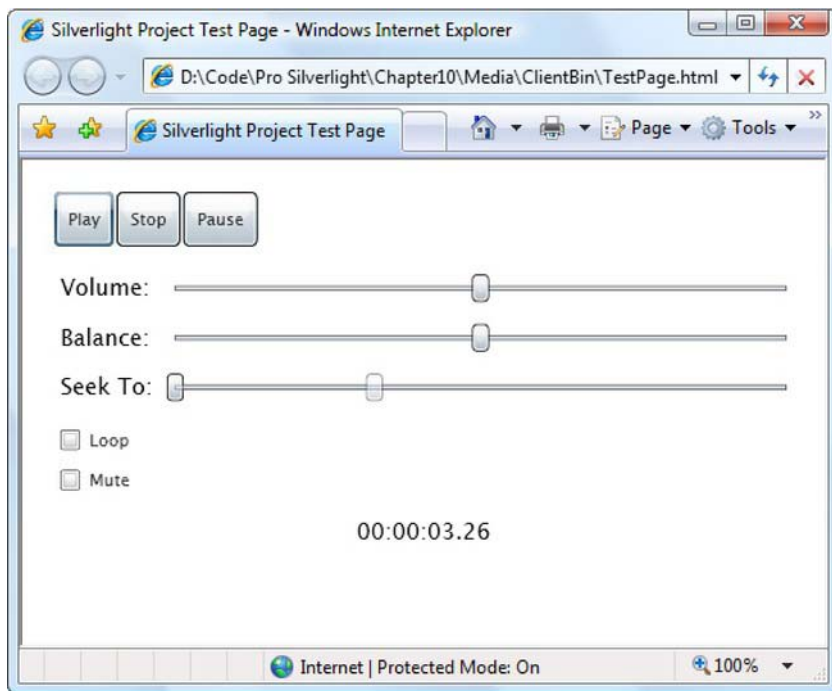 Silverlight Project Test Page - Windows Internet Explorer
D:\Code\Pro Silverlight\Chapter10\Media\ClientBin\TestPage.html
Silverlight Project Test Page
Page
Tools
Play Stop Pause
Volume:
Balance:
Seek To:
Loop
Mute
00:00:03.26
Internet | Protected Mode: On
100%